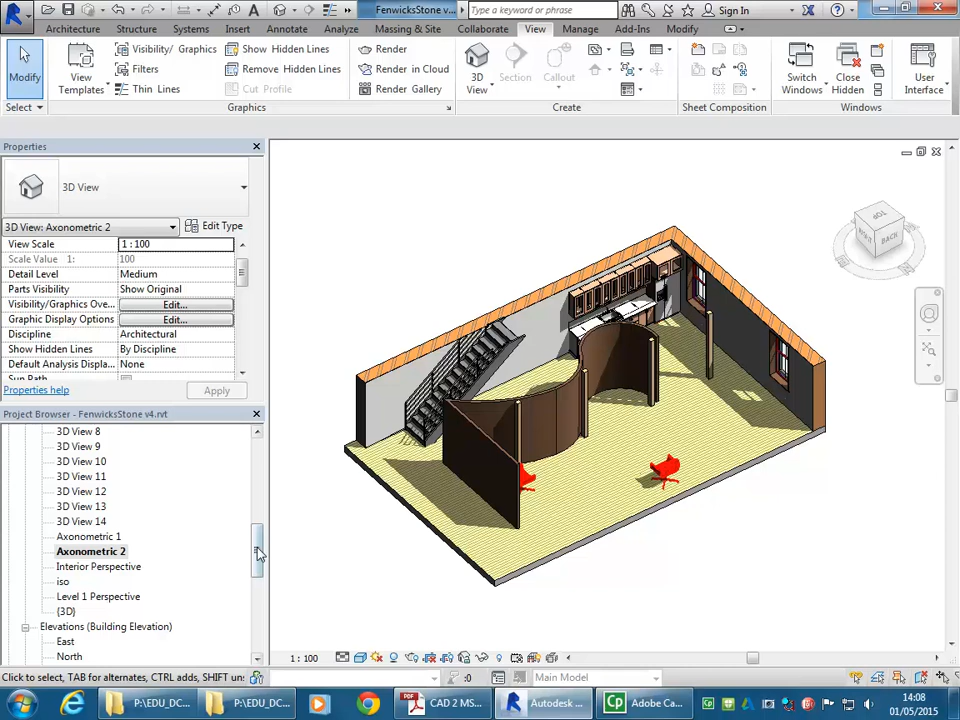 FenwicksStone v...
Type a keyword or phrase
Sign In
Architecture Structure Systems Insert Annotate Analyze Massing & Site Collaborate View Manage Add-Ins Modify
Modify
View
Templates
Visibility/ Graphics
Filters
Thin Lines
Show Hidden Lines
Remove Hidden Lines
Cut Profile
Render
Render in Cloud
Render Gallery
3D
View
Section
Callout
Switch
Windows
Close
Hidden
User
Interface
Select Graphics Create Sheet Composition Windows
Properties
3D View
3D View: Axonometric 2
Edit Type
View Scale 1 : 100
Scale Value 1: 100
Detail Level Medium
Parts Visibility Show Original
Visibility/Graphics Ove... Edit...
Graphic Display Options Edit...
Discipline Architectural
Show Hidden Lines By Discipline
Default Analysis Displa... None
Sun Path
Properties help
Apply
Project Browser - FenwicksStone v4.rvt
3D View 8
3D View 9
3D View 10
3D View 11
3D View 12
3D View 13
3D View 14
Axonometric 1
Axonometric 2
Interior Perspective
iso
Level 1 Perspective
{3D}
Elevations (Building Elevation)
East
North
TOP
RIGHT
BACK
1 : 100
Click to select, TAB for alternates, CTRL adds, SHIFT un:
:0
Main Model
P:\EDU_DC...
P:\EDU_DC...
CAD 2 MS...
Autodesk ...
Adobe Ca...
14:08
01/05/2015